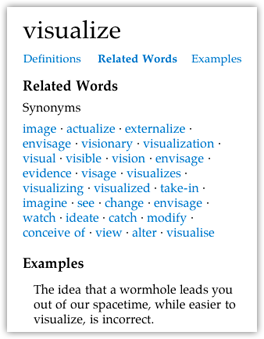 visualize
Definitions Related Words Examples
Related Words
Synonyms
image · actualize · externalize ·
envisage · visionary · visualization ·
visual · visible · vision · envisage ·
evidence · visage · visualizes ·
visualizing · visualized · take-in ·
imagine · see · change · envisage ·
watch · ideate · catch · modify ·
conceive of · view · alter · visualise
Examples
The idea that a wormhole leads you
out of our spacetime, while easier to
visualize, is incorrect.